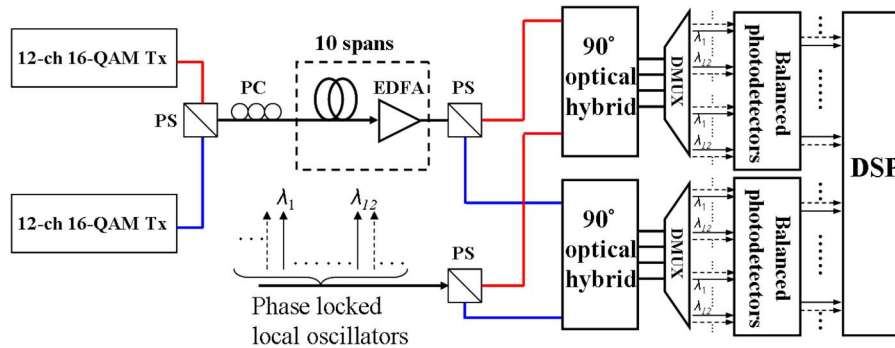 12-ch 16-QAM Tx
12-ch 16-QAM Tx
PS
PC
10 spans
EDFA
PS
λ1
λ12
Phase locked
local oscillators
PS
90°
optical
hybrid
DMUX
λ1
λ12
λ1
λ12
Balanced
photodetectors
90°
optical
hybrid
DMUX
λ1
λ12
λ1
λ12
Balanced
photodetectors
DSP